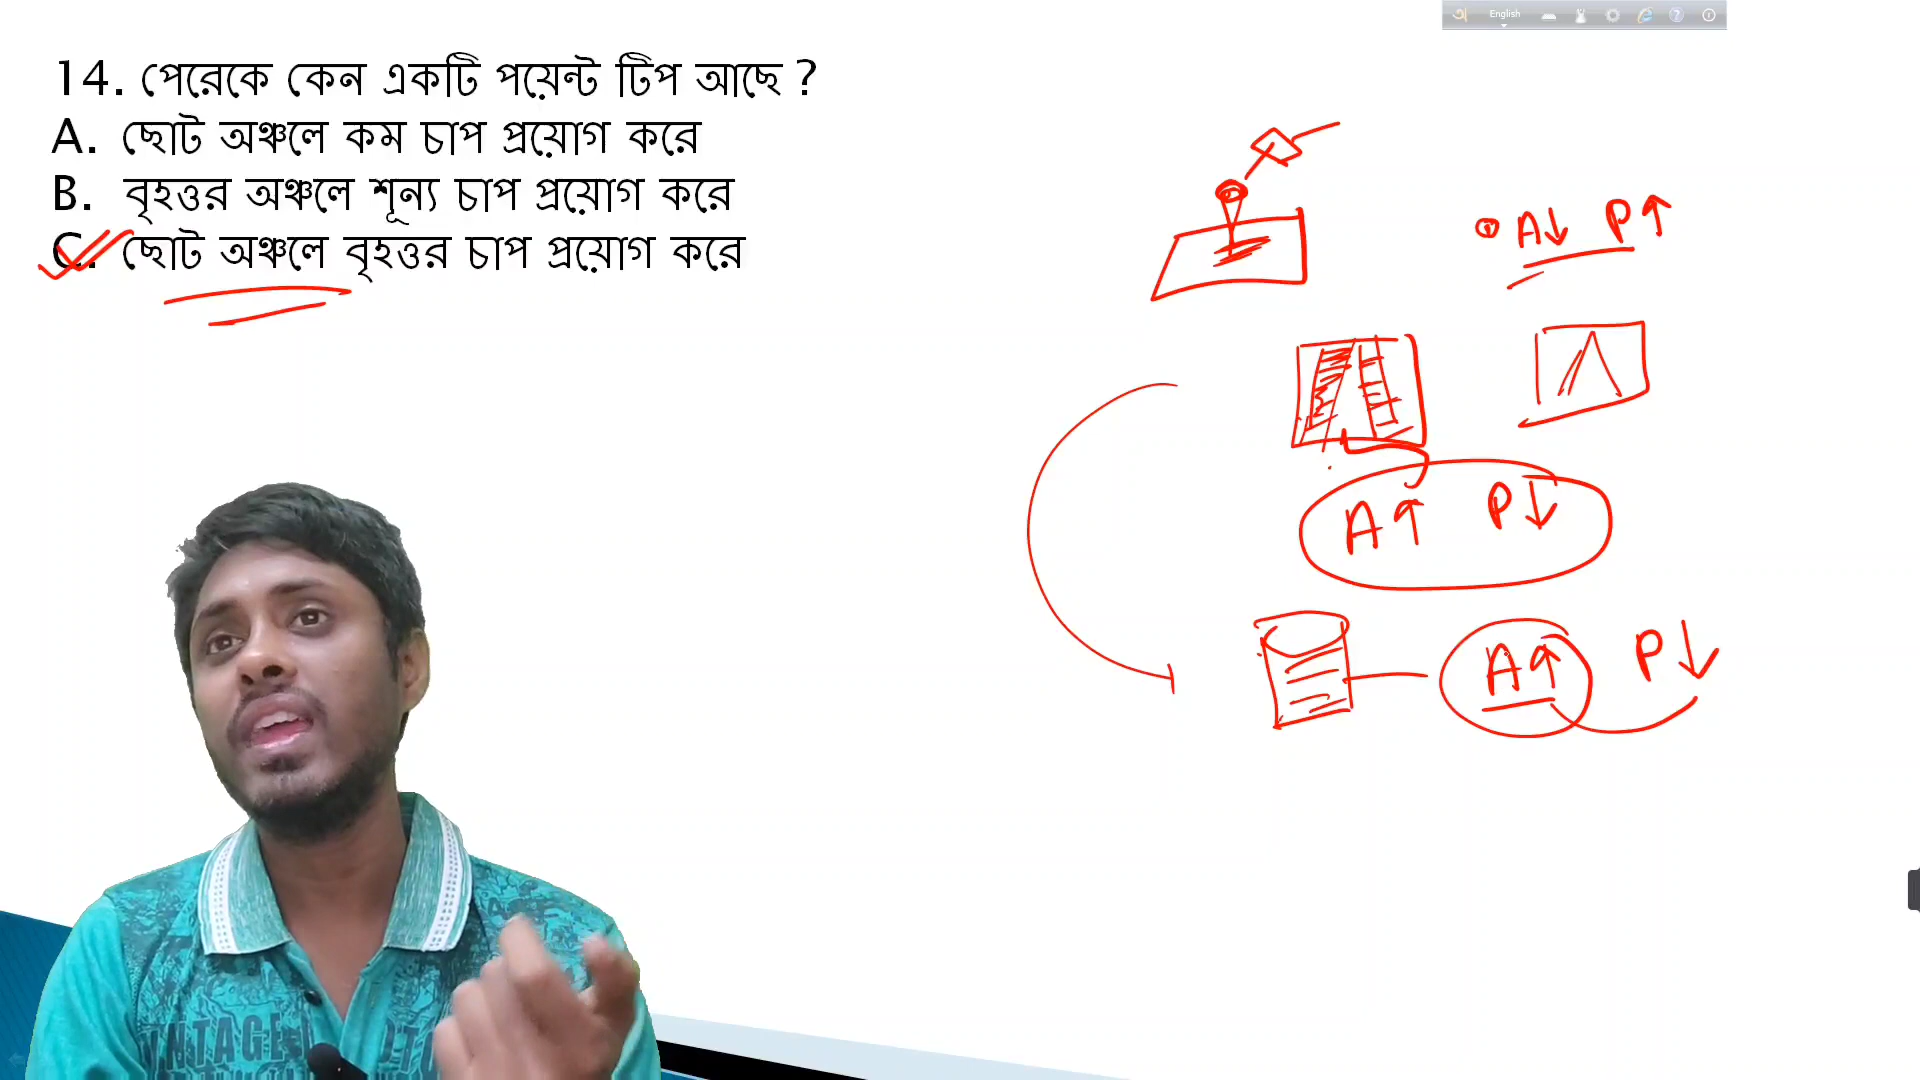 English
14. পেরেকে কেন একটি পয়েন্ট টিপ আছে ?
A. ছোট অঞ্চলে কম চাপ প্রয়োগ করে
B. বৃহত্তর অঞ্চলে শূন্য চাপ প্রয়োগ করে
C. ছোট অঞ্চলে বৃহত্তর চাপ প্রয়োগ করে
A↓ P↑
A↑ P↓
A↑ P↓